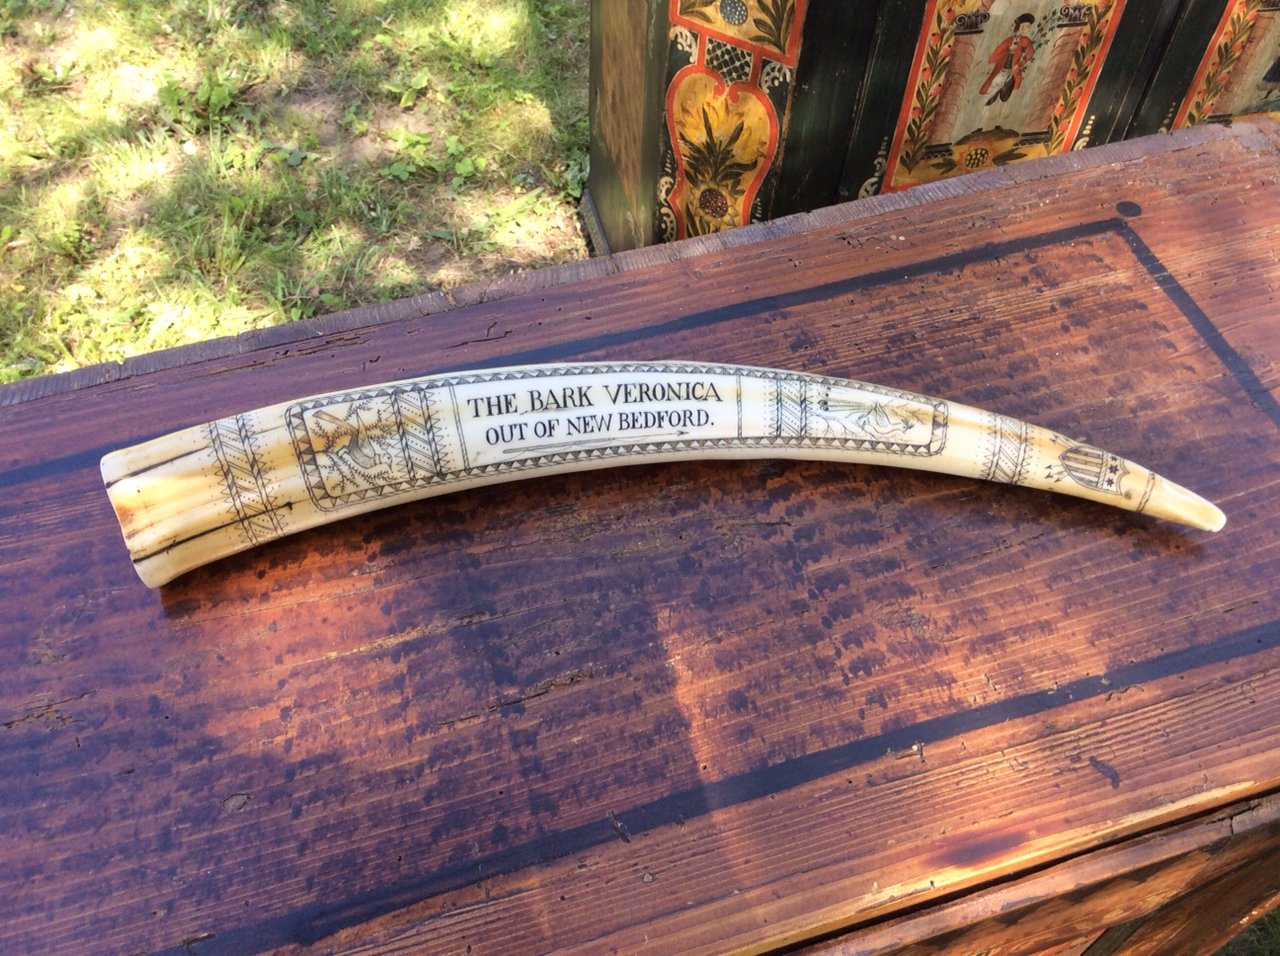 THE BARK VERONICA
OUT OF NEW BEDFORD.